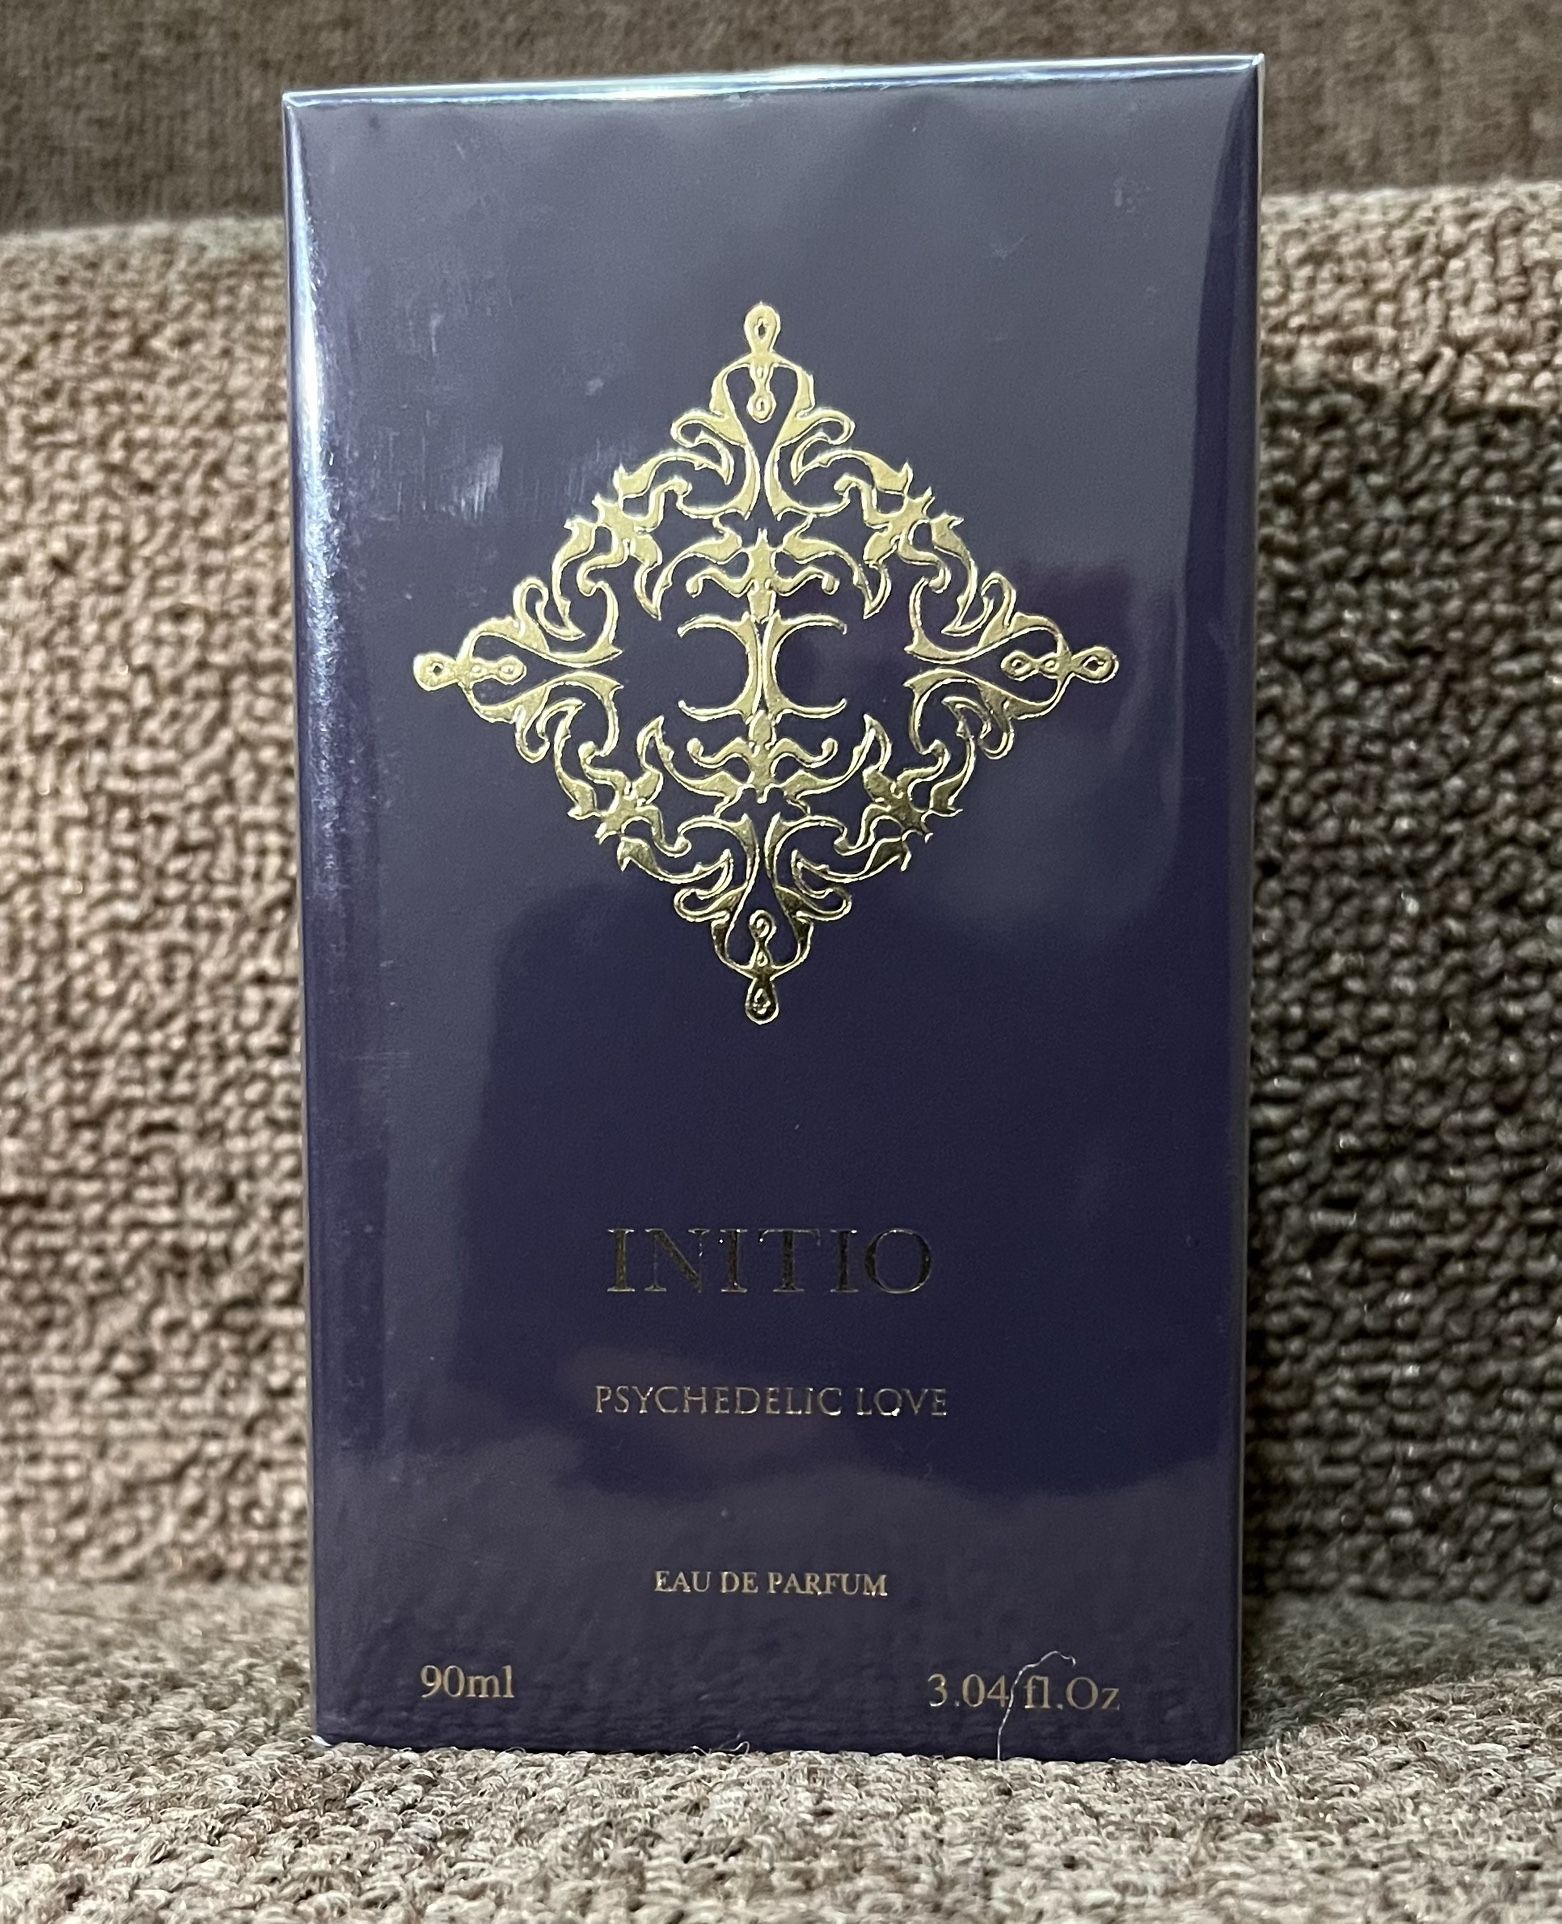 INITIO
PSYCHEDELIC LOVE
EAU DE PARFUM
90ml 3.04 fl.Oz